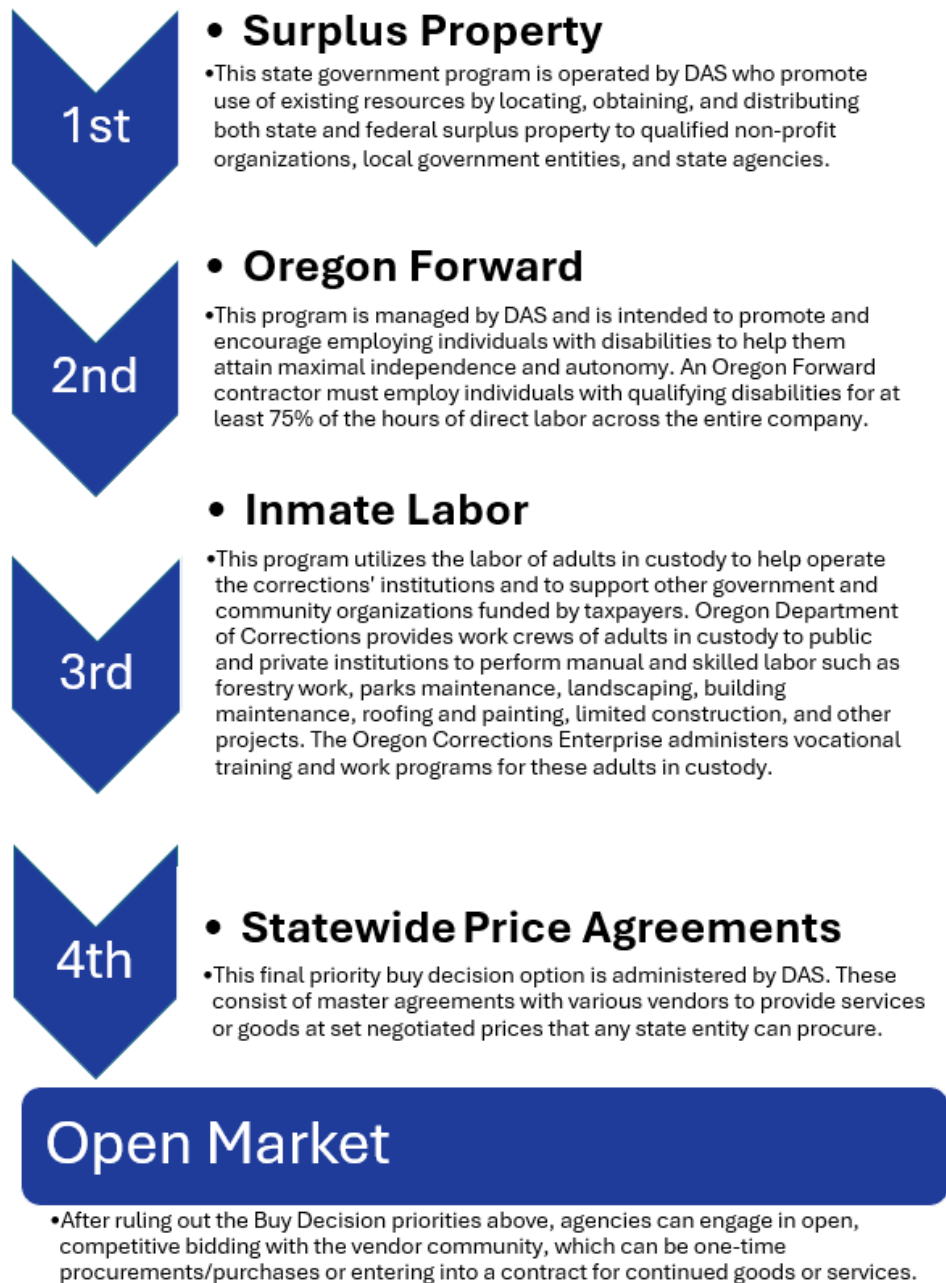 • Surplus Property
1st
•This state government program is operated by DAS who promote
use of existing resources by locating, obtaining, and distributing
both state and federal surplus property to qualified non-profit
organizations, local government entities, and state agencies.
• Oregon Forward
2nd
•This program is managed by DAS and is intended to promote and
encourage employing individuals with disabilities to help them
attain maximal independence and autonomy. An Oregon Forward
contractor must employ individuals with qualifying disabilities for at
least 75% of the hours of direct labor across the entire company.
• Inmate Labor
3rd
•This program utilizes the labor of adults in custody to help operate
the corrections' institutions and to support other government and
community organizations funded by taxpayers. Oregon Department
of Corrections provides work crews of adults in custody to public
and private institutions to perform manual and skilled labor such as
forestry work, parks maintenance, landscaping, building
maintenance, roofing and painting, limited construction, and other
projects. The Oregon Corrections Enterprise administers vocational
training and work programs for these adults in custody.
• Statewide Price Agreements
4th
•This final priority buy decision option is administered by DAS. These
consist of master agreements with various vendors to provide services
or goods at set negotiated prices that any state entity can procure.
Open Market
•After ruling out the Buy Decision priorities above, agencies can engage in open,
competitive bidding with the vendor community, which can be one-time
procurements/purchases or entering into a contract for continued goods or services.